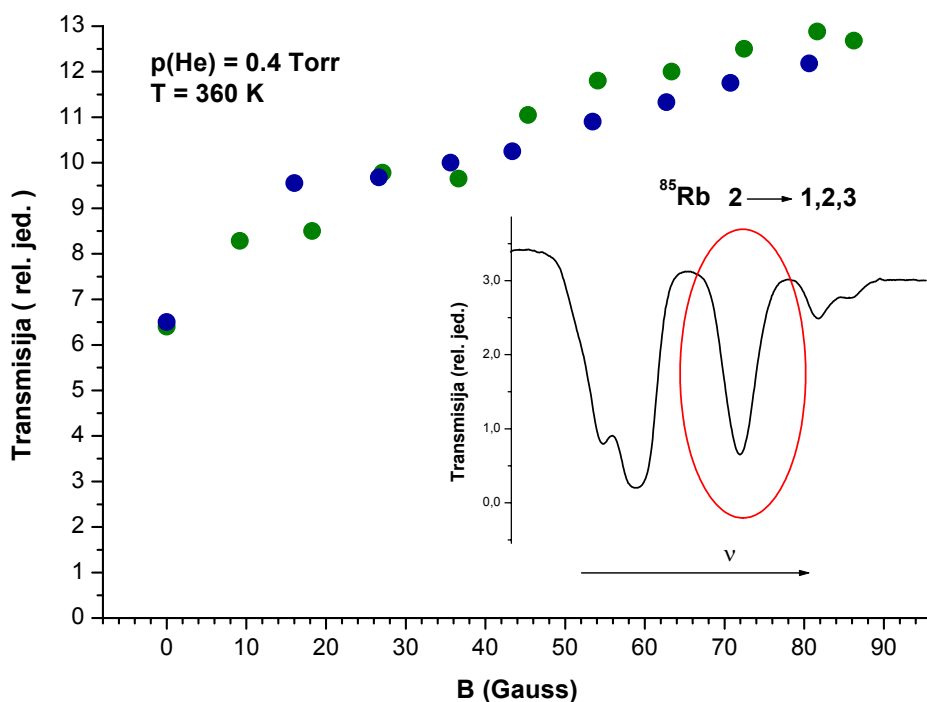 p(He) = 0.4 Torr
T = 360 K
Transmisija ( rel. jed.)
13
12
11
10
9
8
7
6
5
4
3
2
1
0
0 10 20 30 40 50 60 70 80 90
B (Gauss)
⁸⁵Rb 2 → 1,2,3
Transmisija (rel. jed.)
3,0
2,0
1,0
0,0
ν